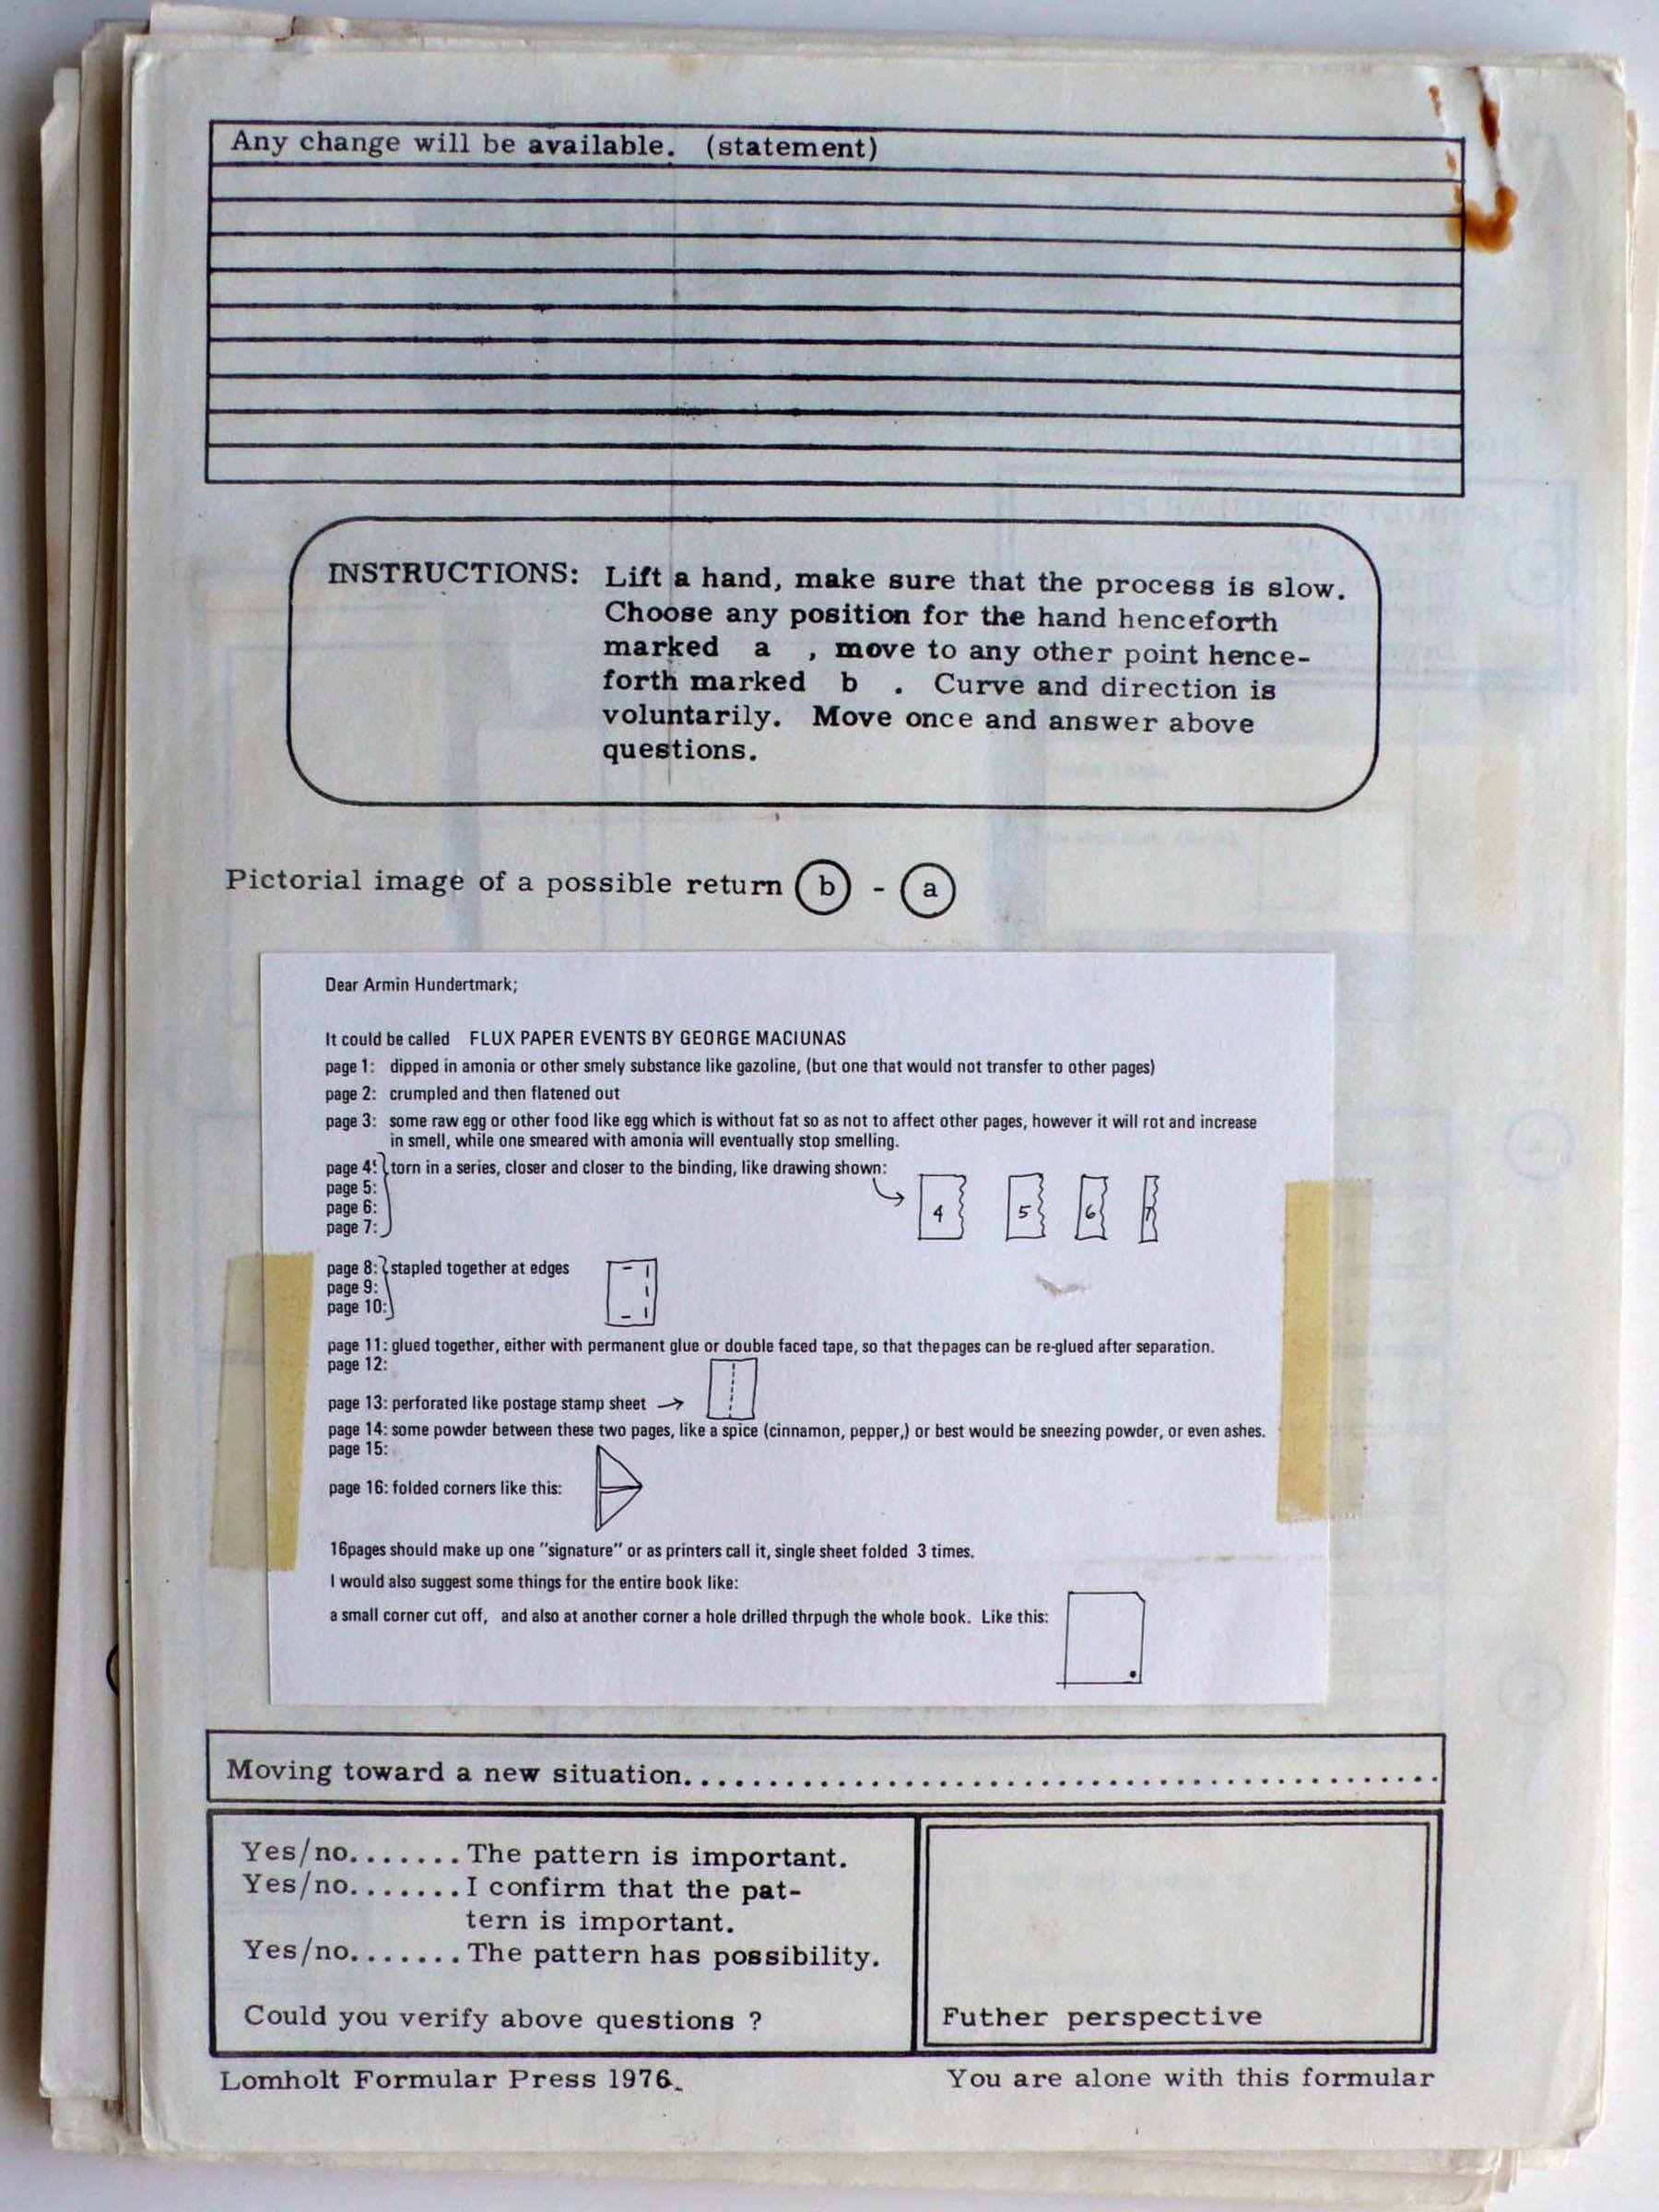 Any change will be available. (statement)
INSTRUCTIONS: Lift a hand, make sure that the process is slow.
Choose any position for the hand henceforth
marked a , move to any other point hence-
forth marked b . Curve and direction is
voluntarily. Move once and answer above
questions.
Pictorial image of a possible return b - a
Dear Armin Hundertmark;
It could be called FLUX PAPER EVENTS BY GEORGE MACIUNAS
page 1: dipped in amonia or other smely substance like gazoline, (but one that would not transfer to other pages)
page 2: crumpled and then flatened out
page 3: some raw egg or other food like egg which is without fat so as not to affect other pages, however it will rot and increase
in smell, while one smeared with amonia will eventually stop smelling.
page 4: torn in a series, closer and closer to the binding, like drawing shown:
page 5:
page 6:
page 7:
4 5 6 7
page 8: stapled together at edges
page 9:
page 10:
page 11: glued together, either with permanent glue or double faced tape, so that thepages can be re-glued after separation.
page 12:
page 13: perforated like postage stamp sheet
page 14: some powder between these two pages, like a spice (cinnamon, pepper,) or best would be sneezing powder, or even ashes.
page 15:
page 16: folded corners like this:
16pages should make up one "signature" or as printers call it, single sheet folded 3 times.
I would also suggest some things for the entire book like:
a small corner cut off, and also at another corner a hole drilled thrpugh the whole book. Like this:
Moving toward a new situation......................................................
Yes/no.......The pattern is important.
Yes/no.......I confirm that the pat-
tern is important.
Yes/no.......The pattern has possibility.
Could you verify above questions ?
Futher perspective
Lomholt Formular Press 1976.
You are alone with this formular